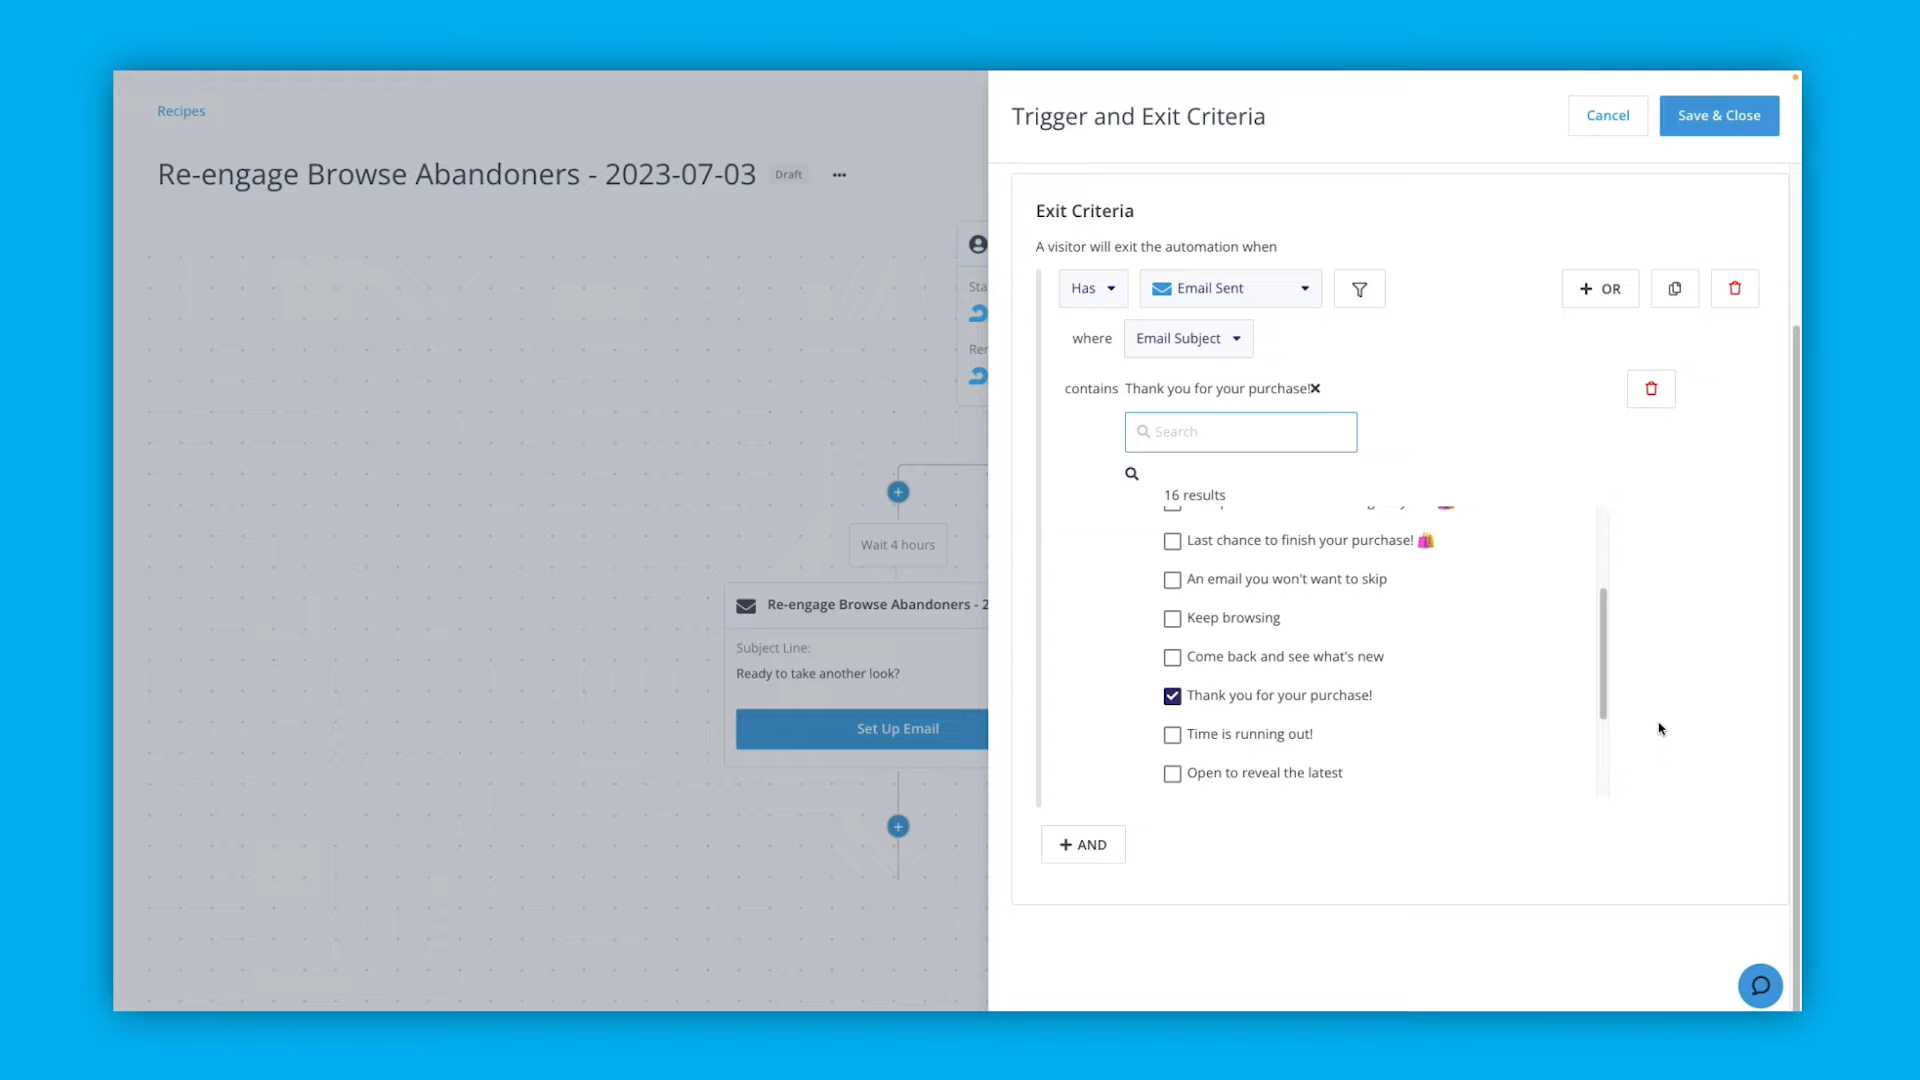 Recipes
Re-engage Browse Abandoners - 2023-07-03 Draft
Sta
Rer
Wait 4 hours
Re-engage Browse Abandoners - 2
Subject Line:
Ready to take another look?
Set Up Email
Trigger and Exit Criteria
Cancel
Save & Close
Exit Criteria
A visitor will exit the automation when
Has
Email Sent
+ OR
where Email Subject
contains Thank you for your purchase!
Search
16 results
Last chance to finish your purchase! 🛍️
An email you won't want to skip
Keep browsing
Come back and see what's new
Thank you for your purchase!
Time is running out!
Open to reveal the latest
+ AND